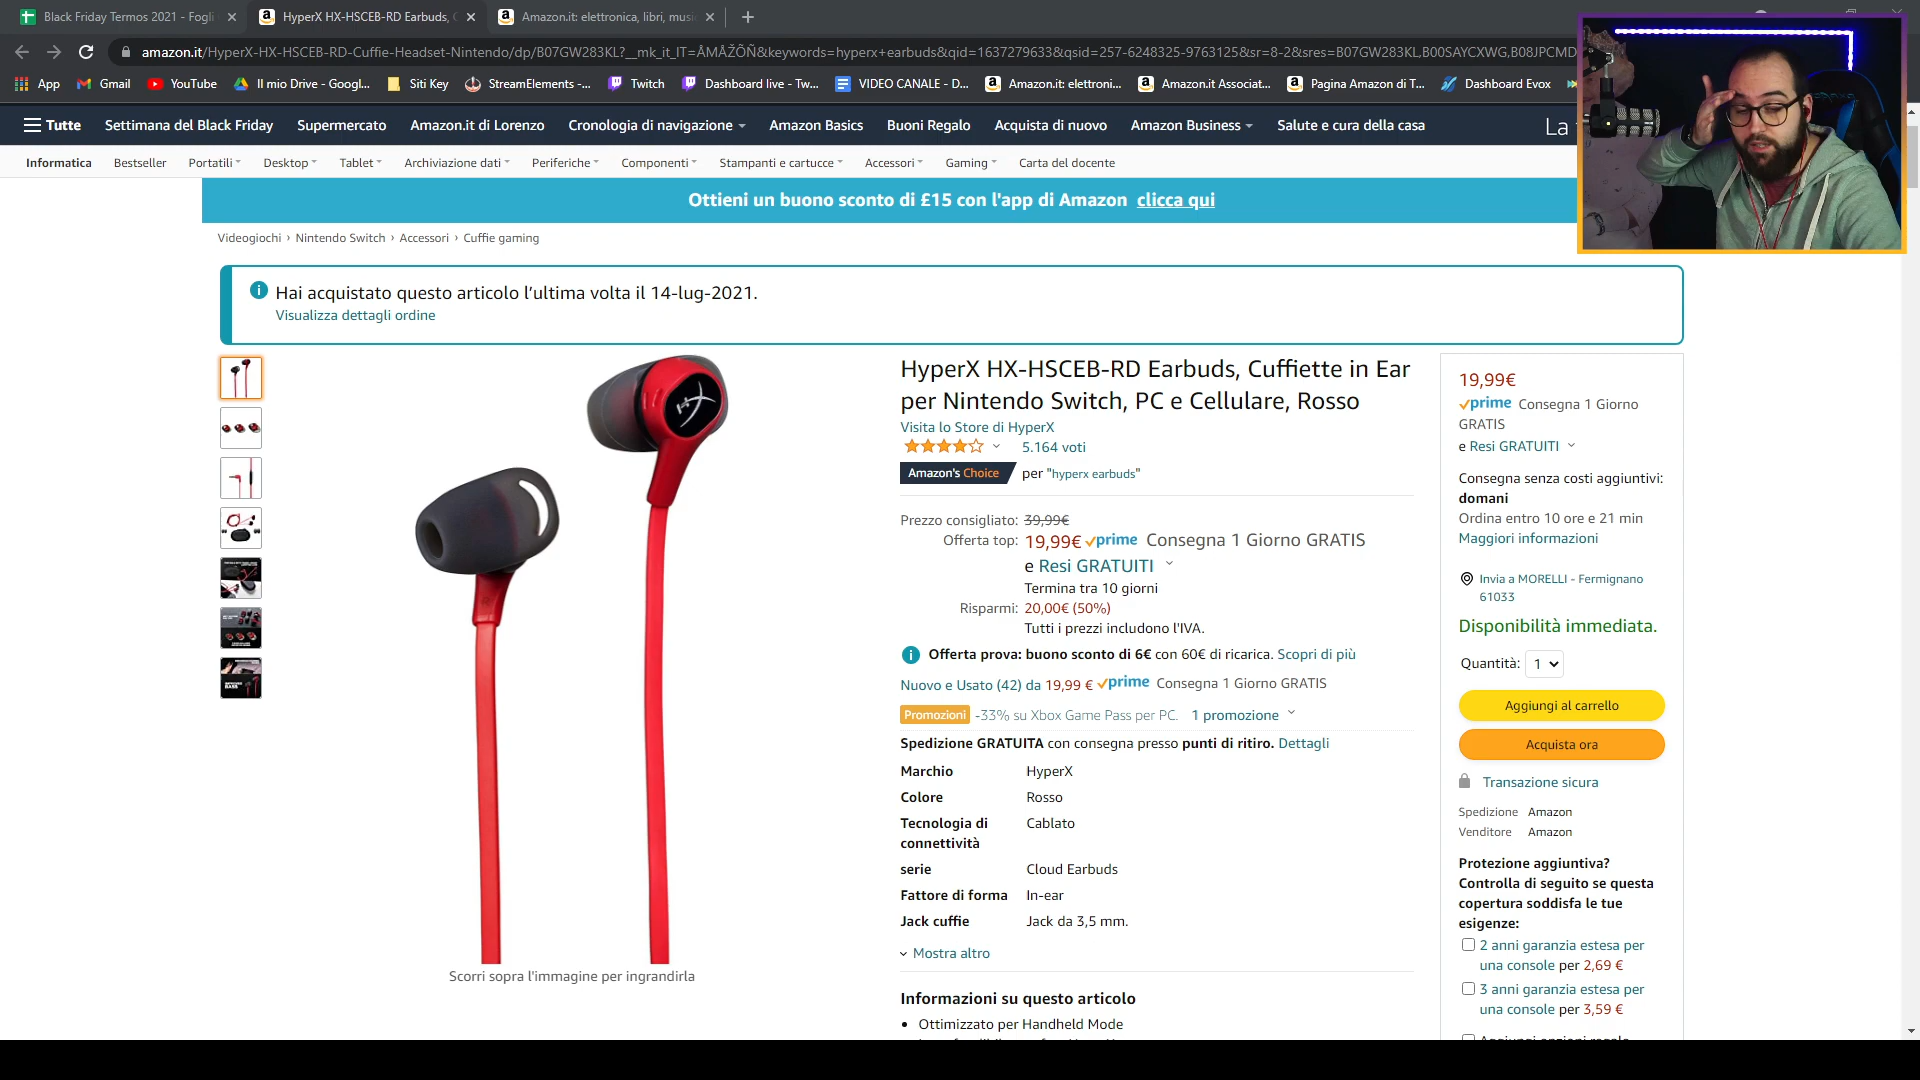 Black Friday Termos 2021 - Fogli
HyperX HX-HSCEB-RD Earbuds,
Amazon.it: elettronica, libri, musi
amazon.it/HyperX-HX-HSCEB-RD-Cuffie-Headset-Nintendo/dp/B07GW283KL?__mk_it_IT=ÅMÅŽÕÑ&keywords=hyperx+earbuds&qid=1637279633&qsid=257-6248325-9763125&sr=8-2&sres=B07GW283KL,B00SAYCXWG,B08JPCMD
App
Gmail
YouTube
Il mio Drive - Googl...
Siti Key
StreamElements -...
Twitch
Dashboard live - Tw...
VIDEO CANALE - D...
Amazon.it: elettroni...
Amazon.it Associat...
Pagina Amazon di T...
Dashboard Evox
Tutte
Settimana del Black Friday
Supermercato
Amazon.it di Lorenzo
Cronologia di navigazione
Amazon Basics
Buoni Regalo
Acquista di nuovo
Amazon Business
Salute e cura della casa
La
Informatica
Bestseller
Portatili
Desktop
Tablet
Archiviazione dati
Periferiche
Componenti
Stampanti e cartucce
Accessori
Gaming
Carta del docente
Ottieni un buono sconto di £15 con l'app di Amazon clicca qui
Videogiochi › Nintendo Switch › Accessori › Cuffie gaming
Hai acquistato questo articolo l'ultima volta il 14-lug-2021.
Visualizza dettagli ordine
HyperX HX-HSCEB-RD Earbuds, Cuffiette in Ear
per Nintendo Switch, PC e Cellulare, Rosso
Visita lo Store di HyperX
5.164 voti
Amazon's Choice per "hyperx earbuds"
Prezzo consigliato: 39,99€
Offerta top: 19,99€ prime Consegna 1 Giorno GRATIS
e Resi GRATUITI
Termina tra 10 giorni
Risparmi: 20,00€ (50%)
Tutti i prezzi includono l'IVA.
Offerta prova: buono sconto di 6€ con 60€ di ricarica. Scopri di più
Nuovo e Usato (42) da 19,99 € prime Consegna 1 Giorno GRATIS
Promozioni -33% su Xbox Game Pass per PC. 1 promozione
Spedizione GRATUITA con consegna presso punti di ritiro. Dettagli
Marchio HyperX
Colore Rosso
Tecnologia di Cablato
connettività
serie Cloud Earbuds
Fattore di forma In-ear
Jack cuffie Jack da 3,5 mm.
Mostra altro
Informazioni su questo articolo
• Ottimizzato per Handheld Mode
Scorri sopra l'immagine per ingrandirla
19,99€
prime Consegna 1 Giorno
GRATIS
e Resi GRATUITI
Consegna senza costi aggiuntivi:
domani
Ordina entro 10 ore e 21 min
Maggiori informazioni
Invia a MORELLI - Fermignano
61033
Disponibilità immediata.
Quantità: 1
Aggiungi al carrello
Acquista ora
Transazione sicura
Spedizione Amazon
Venditore Amazon
Protezione aggiuntiva?
Controlla di seguito se questa
copertura soddisfa le tue
esigenze:
2 anni garanzia estesa per
una console per 2,69 €
3 anni garanzia estesa per
una console per 3,59 €